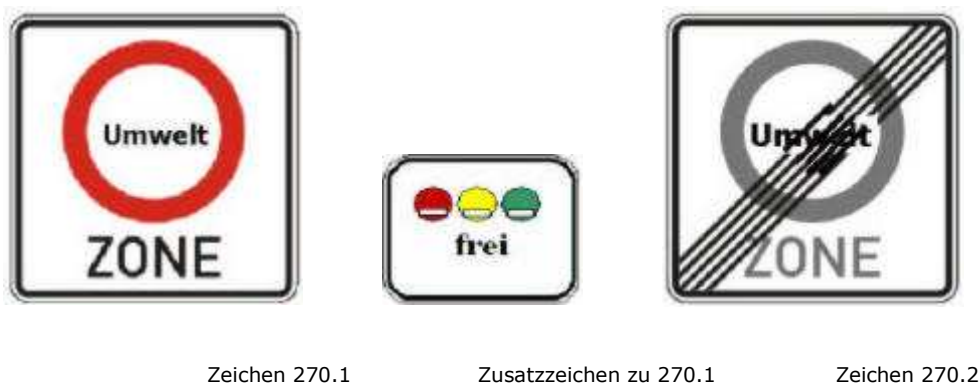 Umwelt
ZONE
frei
Umwelt
ZONE
Zeichen 270.1 Zusatzzeichen zu 270.1 Zeichen 270.2